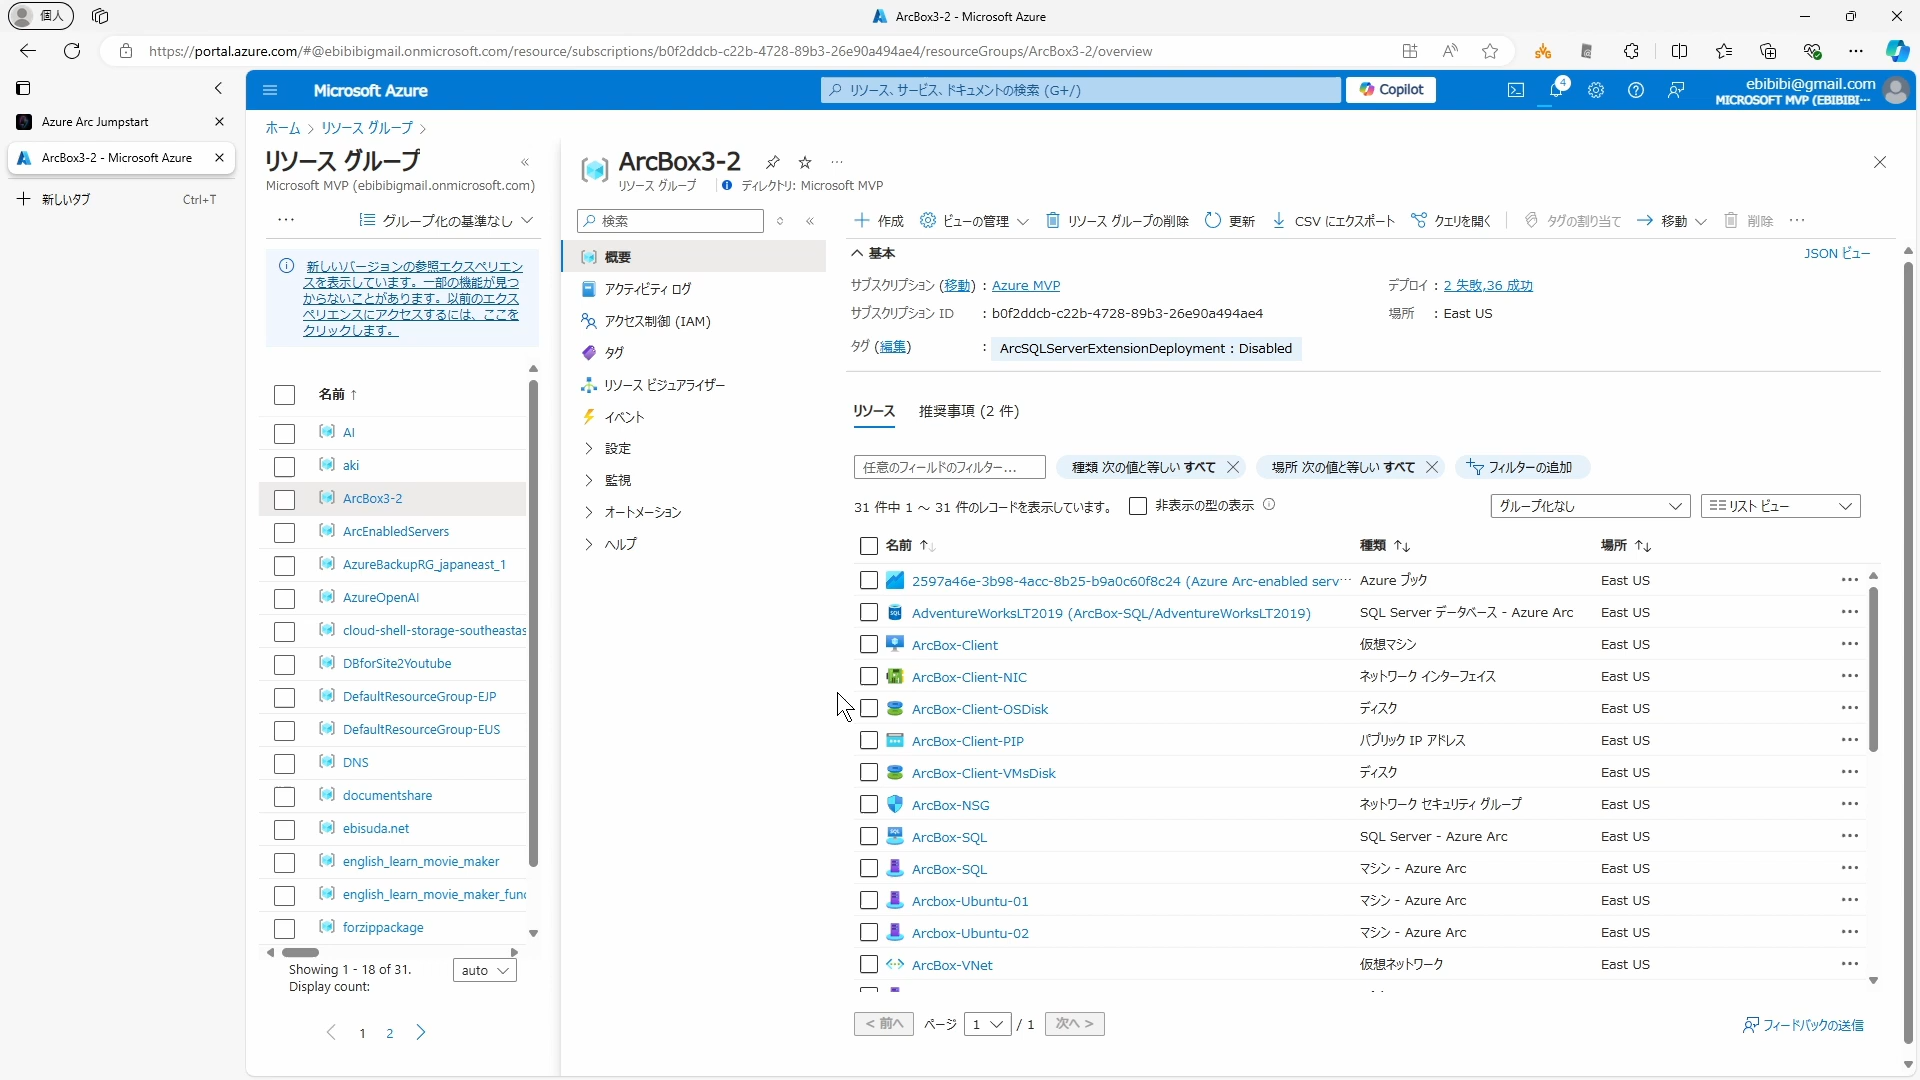 個人
ArcBox3-2 - Microsoft Azure
https://portal.azure.com/#@ebibibigmail.onmicrosoft.com/resource/subscriptions/b0f2ddcb-c22b-4728-89b3-26e90a494ae4/resourceGroups/ArcBox3-2/overview
Azure Arc Jumpstart
ArcBox3-2 - Microsoft Azure
新しいタブ Ctrl+T
Microsoft Azure
リソース、サービス、ドキュメントの検索 (G+/)
Copilot
4
ebibibi@gmail.com
MICROSOFT MVP (EBIBIBI-…
ホーム > リソース グループ >
リソース グループ
Microsoft MVP (ebibibigmail.onmicrosoft.com)
グループ化の基準なし
新しいバージョンの参照エクスペリエン
スを表示しています。一部の機能が見つ
からないことがあります。以前のエクス
ペリエンスにアクセスするには、ここを
クリックします。
名前 ↑
AI
aki
ArcBox3-2
ArcEnabledServers
AzureBackupRG_japaneast_1
AzureOpenAI
cloud-shell-storage-southeastas
DBforSite2Youtube
DefaultResourceGroup-EJP
DefaultResourceGroup-EUS
DNS
documentshare
ebisuda.net
english_learn_movie_maker
english_learn_movie_maker_func
forzippackage
Showing 1 - 18 of 31.
Display count:
auto
1 2
ArcBox3-2
リソース グループ ディレクトリ: Microsoft MVP
検索
概要
アクティビティ ログ
アクセス制御 (IAM)
タグ
リソース ビジュアライザー
イベント
設定
監視
オートメーション
ヘルプ
作成 ビューの管理 リソース グループの削除 更新 CSV にエクスポート クエリを開く タグの割り当て 移動 削除
基本 JSON ビュー
サブスクリプション (移動) : Azure MVP
デプロイ : 2 失敗,36 成功
サブスクリプション ID : b0f2ddcb-c22b-4728-89b3-26e90a494ae4
場所 : East US
タグ (編集) : ArcSQLServerExtensionDeployment : Disabled
リソース 推奨事項 (2 件)
任意のフィールドのフィルター... 種類 次の値と等しい すべて 場所 次の値と等しい すべて フィルターの追加
31 件中 1 ～ 31 件のレコードを表示しています。 非表示の型の表示 グループ化なし リスト ビュー
名前 ↑↓ 種類 ↑↓ 場所 ↑↓
2597a46e-3b98-4acc-8b25-b9a0c60f8c24 (Azure Arc-enabled serv… Azure ブック East US
AdventureWorksLT2019 (ArcBox-SQL/AdventureWorksLT2019) SQL Server データベース - Azure Arc East US
ArcBox-Client 仮想マシン East US
ArcBox-Client-NIC ネットワーク インターフェイス East US
ArcBox-Client-OSDisk ディスク East US
ArcBox-Client-PIP パブリック IP アドレス East US
ArcBox-Client-VMsDisk ディスク East US
ArcBox-NSG ネットワーク セキュリティ グループ East US
ArcBox-SQL SQL Server - Azure Arc East US
ArcBox-SQL マシン - Azure Arc East US
Arcbox-Ubuntu-01 マシン - Azure Arc East US
Arcbox-Ubuntu-02 マシン - Azure Arc East US
ArcBox-VNet 仮想ネットワーク East US
< 前へ ページ 1 / 1 次へ >
フィードバックの送信